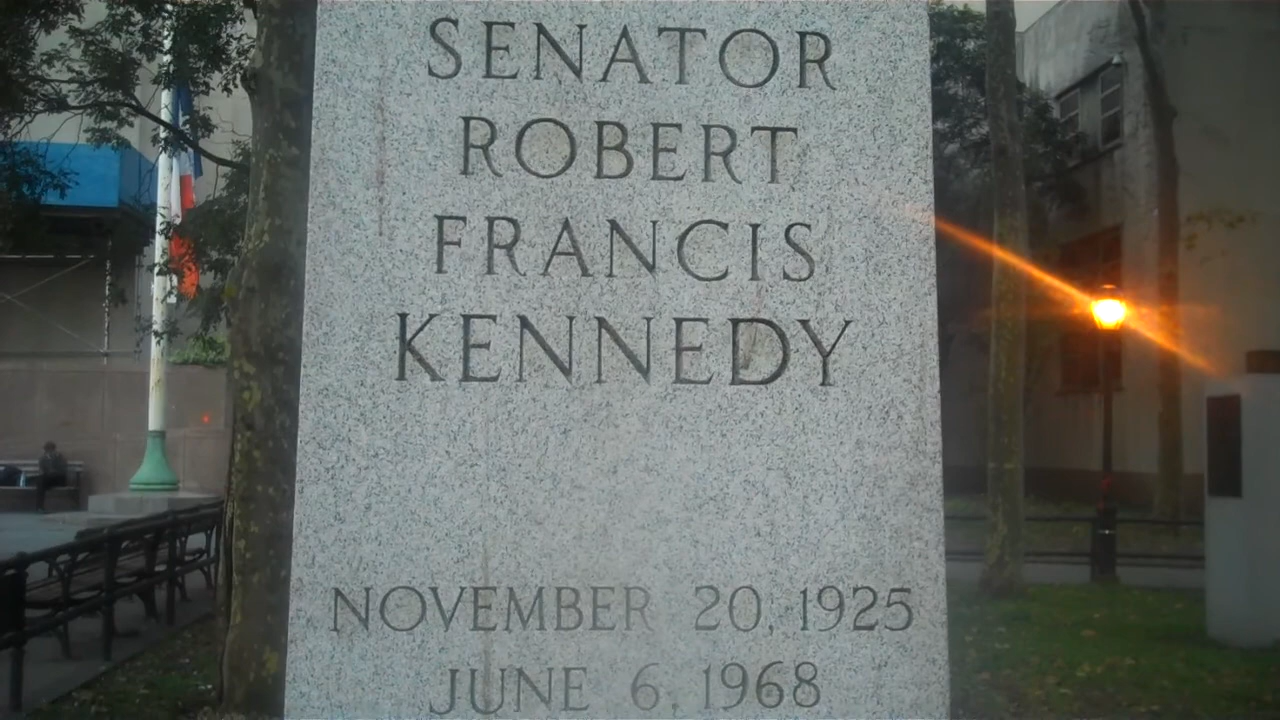 SENATOR
ROBERT
FRANCIS
KENNEDY
NOVEMBER 20, 1925
JUNE 6, 1968